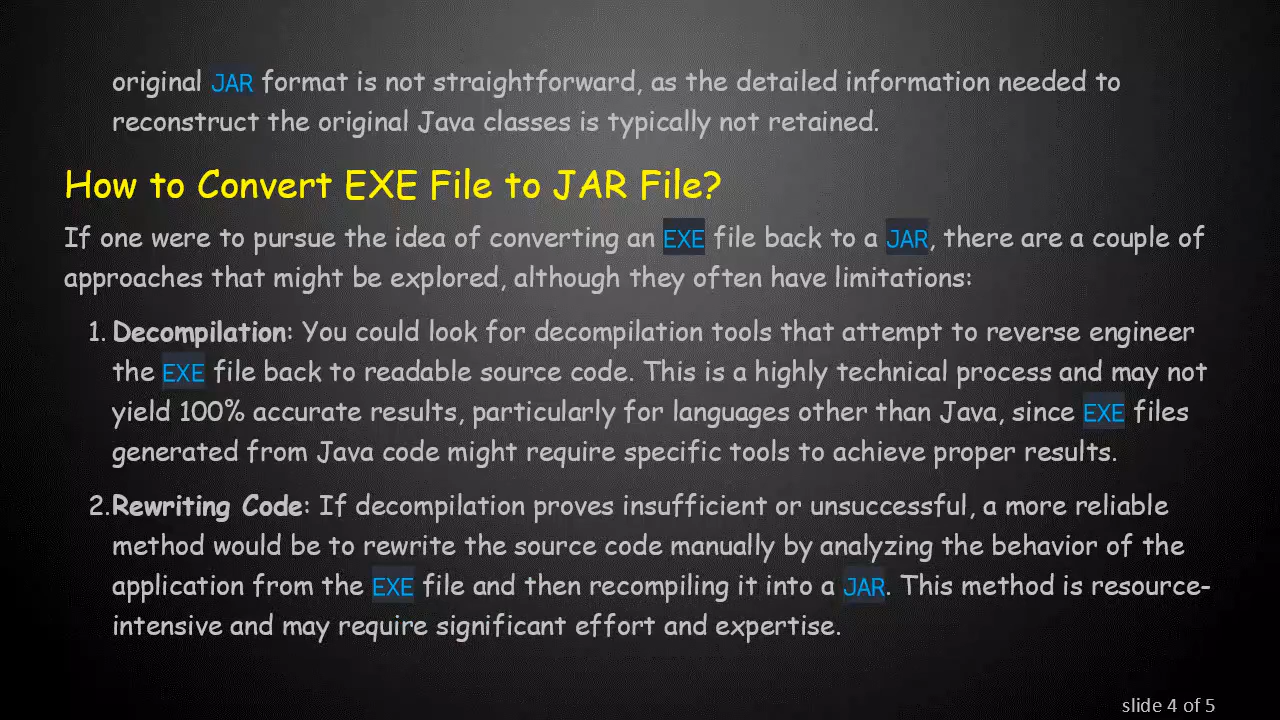 original JAR format is not straightforward, as the detailed information needed to
reconstruct the original Java classes is typically not retained.
How to Convert EXE File to JAR File?
If one were to pursue the idea of converting an EXE file back to a JAR, there are a couple of
approaches that might be explored, although they often have limitations:
1. Decompilation: You could look for decompilation tools that attempt to reverse engineer
the EXE file back to readable source code. This is a highly technical process and may not
yield 100% accurate results, particularly for languages other than Java, since EXE files
generated from Java code might require specific tools to achieve proper results.
2. Rewriting Code: If decompilation proves insufficient or unsuccessful, a more reliable
method would be to rewrite the source code manually by analyzing the behavior of the
application from the EXE file and then recompiling it into a JAR. This method is resource-
intensive and may require significant effort and expertise.
slide 4 of 5